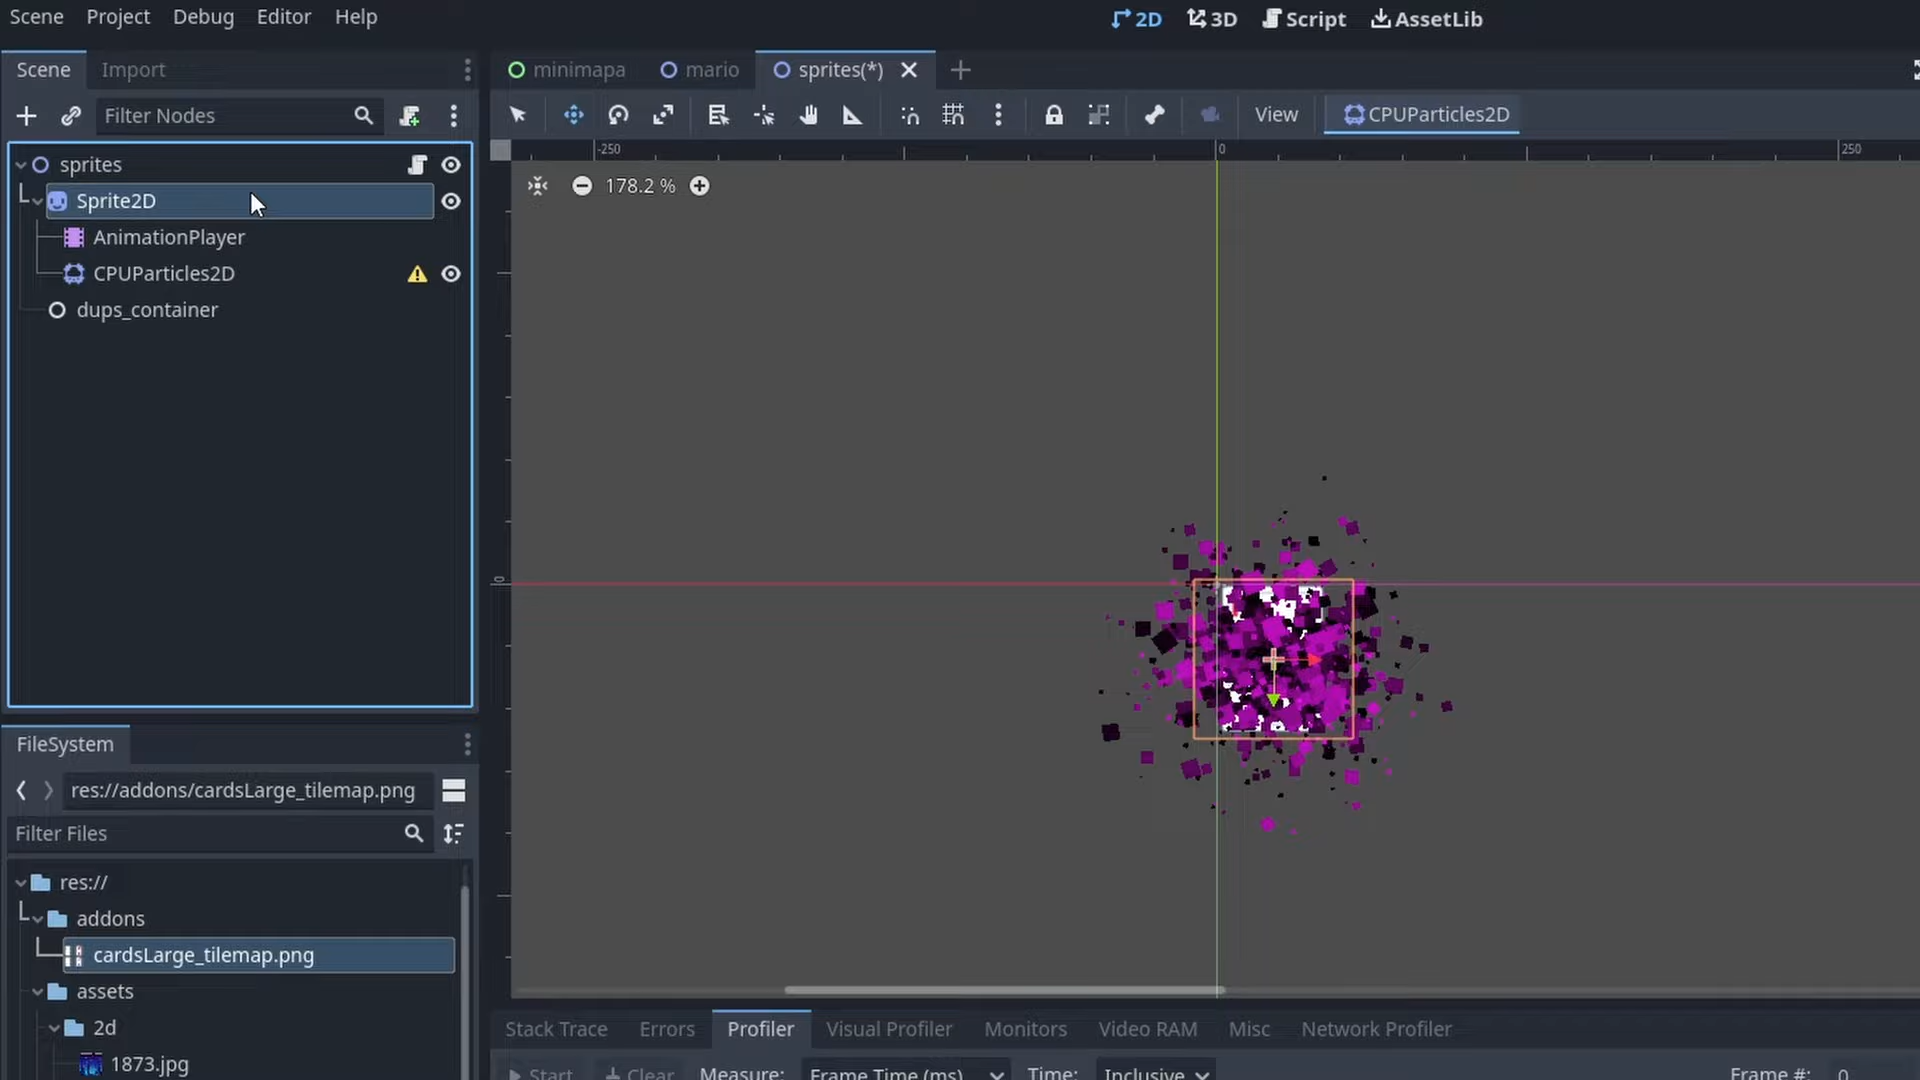 Scene Project Debug Editor Help
2D 3D Script AssetLib
Scene Import
minimapa mario sprites(*)
Filter Nodes
View CPUParticles2D
-250 0 250
sprites
178.2 %
Sprite2D
AnimationPlayer
CPUParticles2D
dups_container
0
FileSystem
res://addons/cardsLarge_tilemap.png
Filter Files
res://
addons
cardsLarge_tilemap.png
assets
2d
1873.jpg
Stack Trace Errors Profiler Visual Profiler Monitors Video RAM Misc Network Profiler
Start Clear Measure: Frame Time (ms) Time: Inclusive Frame #: 0